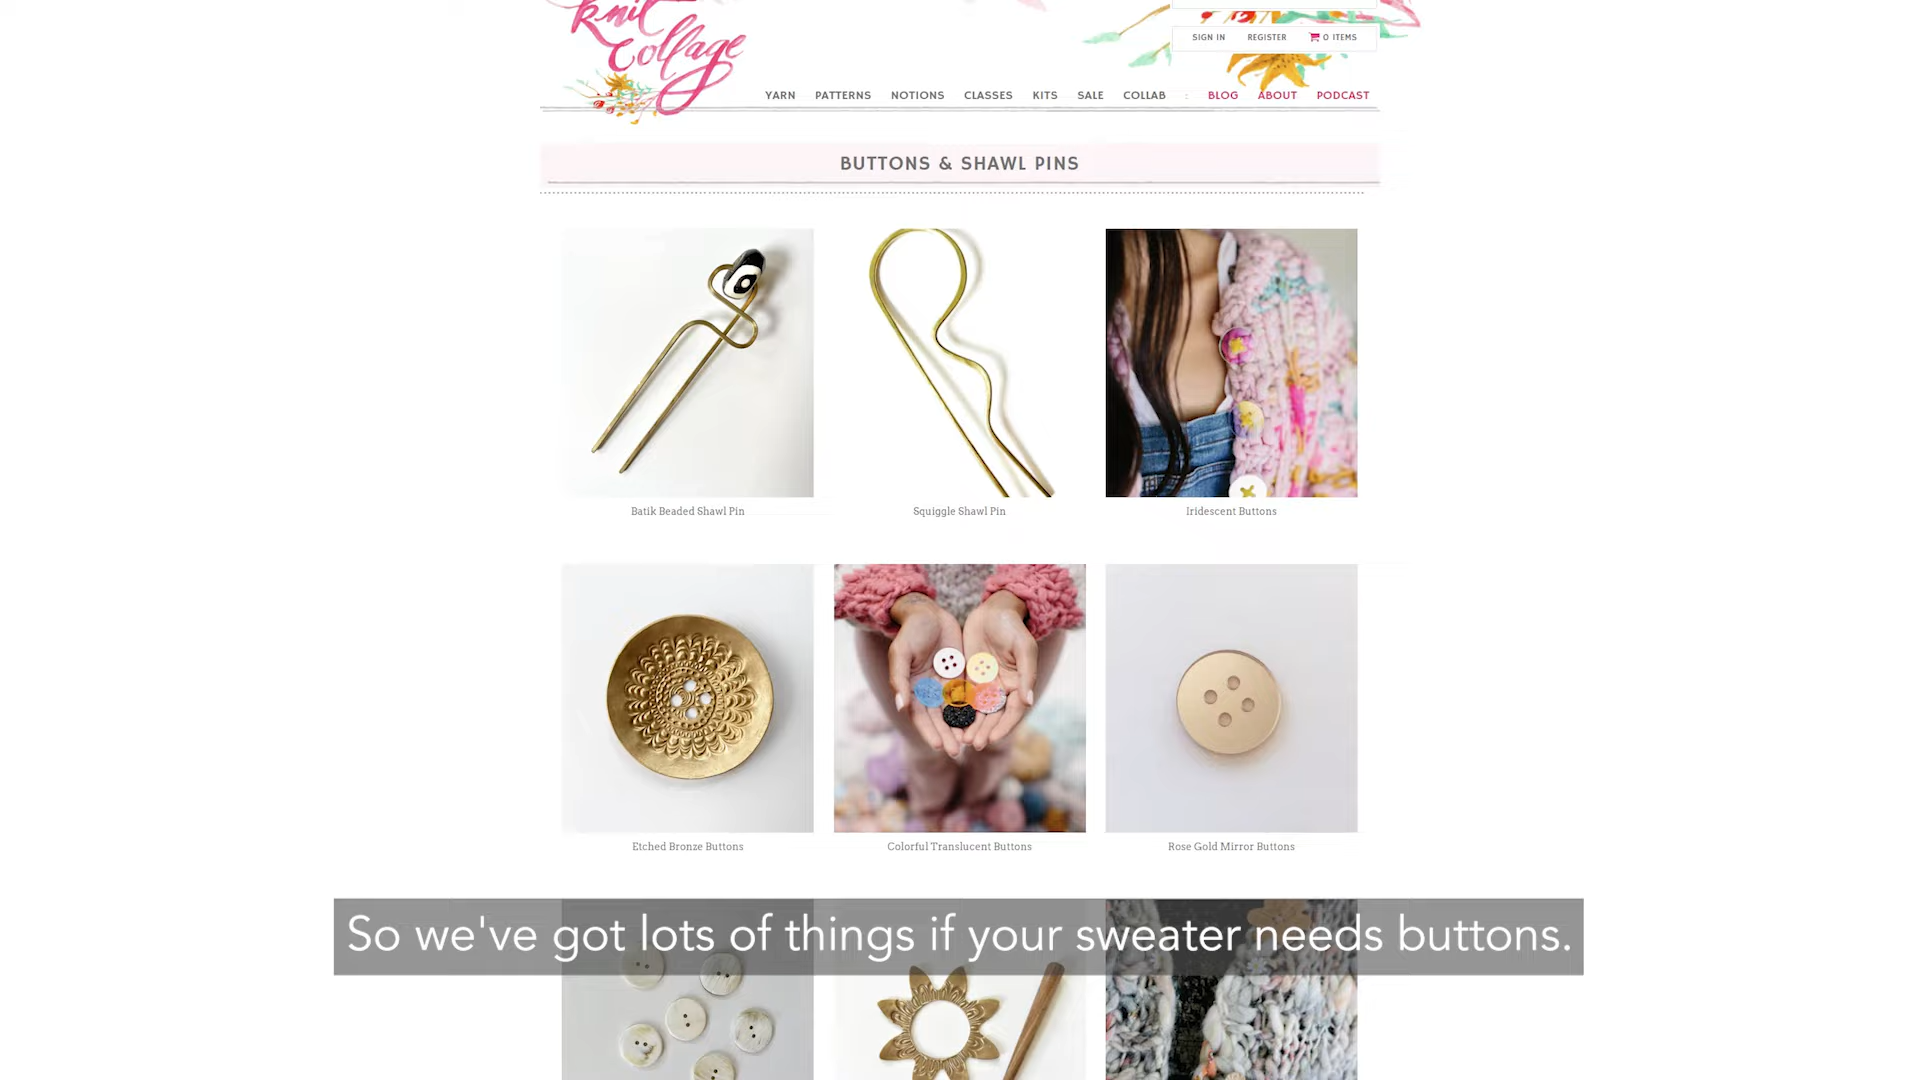 knit
collage
SIGN IN REGISTER 0 ITEMS
YARN PATTERNS NOTIONS CLASSES KITS SALE COLLAB : BLOG ABOUT PODCAST
BUTTONS & SHAWL PINS
Batik Beaded Shawl Pin Squiggle Shawl Pin Iridescent Buttons
Etched Bronze Buttons Colorful Translucent Buttons Rose Gold Mirror Buttons
So we've got lots of things if your sweater needs buttons.